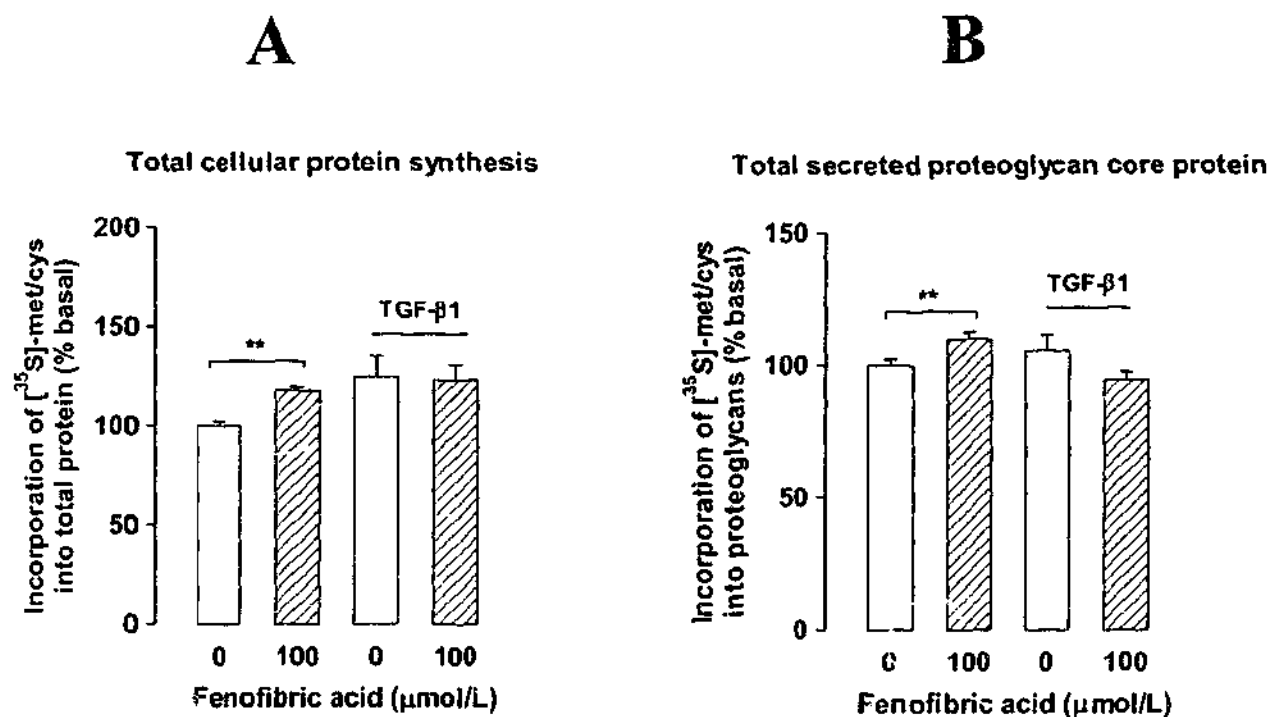 A
Total cellular protein synthesis
Incorporation of [35S]-met/cys
into total protein (% basal)
200
150
100
50
0
**
TGF-β1
0 100 0 100
Fenofibric acid (μmol/L)
B
Total secreted proteoglycan core protein
Incorporation of [35S]-met/cys
into proteoglycans (% basal)
150
100
50
0
**
TGF-β1
0 100 0 100
Fenofibric acid (μmol/L)